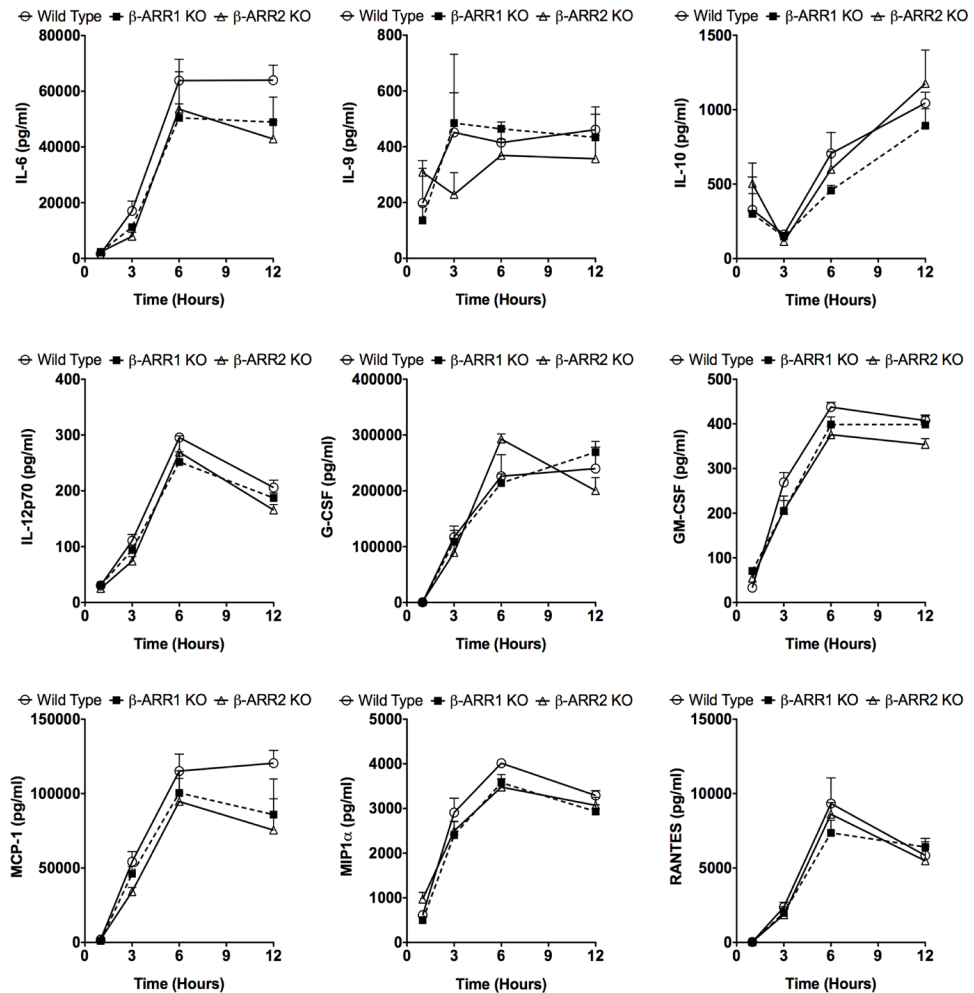 Wild Type β-ARR1 KO β-ARR2 KO
IL-6 (pg/ml)
80000
60000
40000
20000
0
0 3 6 9 12
Time (Hours)
Wild Type β-ARR1 KO β-ARR2 KO
IL-9 (pg/ml)
800
600
400
200
0
0 3 6 9 12
Time (Hours)
Wild Type β-ARR1 KO β-ARR2 KO
IL-10 (pg/ml)
1500
1000
500
0
0 3 6 9 12
Time (Hours)
Wild Type β-ARR1 KO β-ARR2 KO
IL-12p70 (pg/ml)
400
300
200
100
0
0 3 6 9 12
Time (Hours)
Wild Type β-ARR1 KO β-ARR2 KO
G-CSF (pg/ml)
400000
300000
200000
100000
0
0 3 6 9 12
Time (Hours)
Wild Type β-ARR1 KO β-ARR2 KO
GM-CSF (pg/ml)
500
400
300
200
100
0
0 3 6 9 12
Time (Hours)
Wild Type β-ARR1 KO β-ARR2 KO
MCP-1 (pg/ml)
150000
100000
50000
0
0 3 6 9 12
Time (Hours)
Wild Type β-ARR1 KO β-ARR2 KO
MIP1α (pg/ml)
5000
4000
3000
2000
1000
0
0 3 6 9 12
Time (Hours)
Wild Type β-ARR1 KO β-ARR2 KO
RANTES (pg/ml)
15000
10000
5000
0
0 3 6 9 12
Time (Hours)